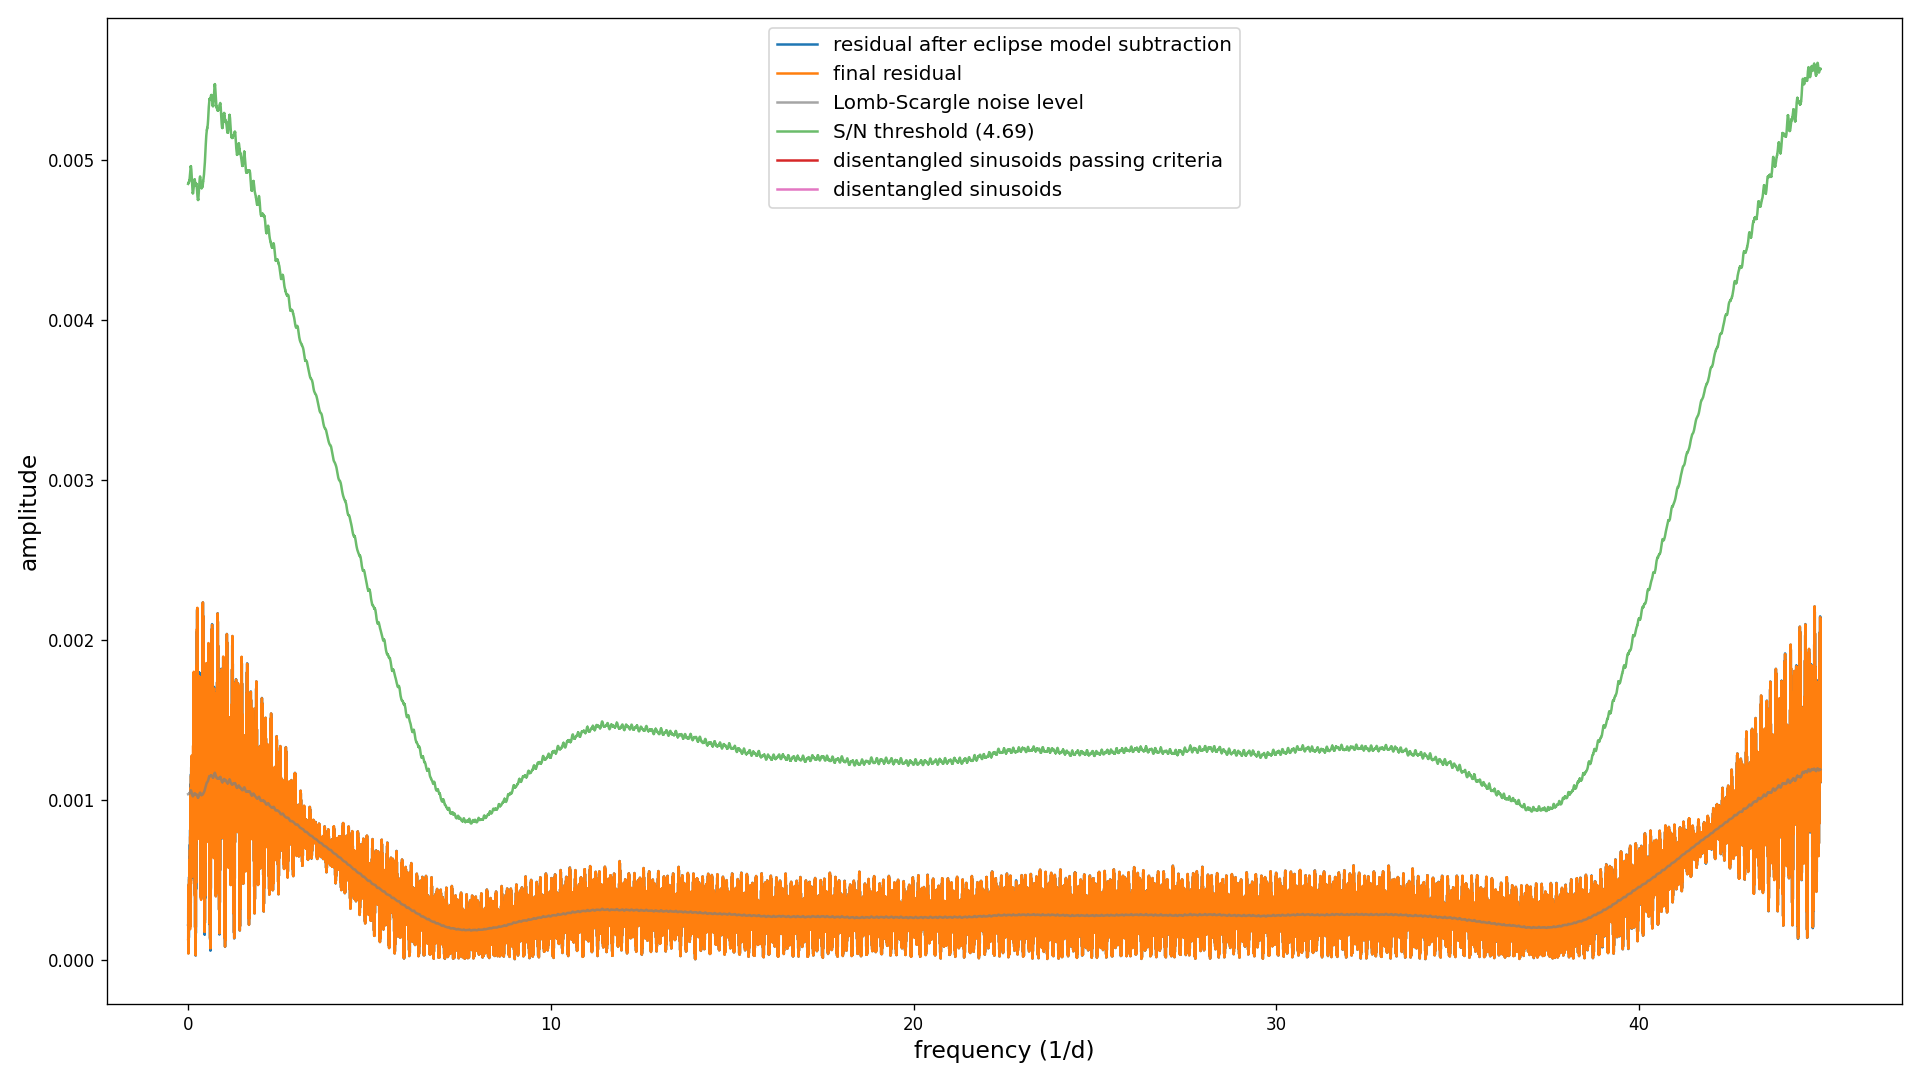 residual after eclipse model subtraction
final residual
Lomb-Scargle noise level
S/N threshold (4.69)
disentangled sinusoids passing criteria
disentangled sinusoids
0.005
0.004
0.003
0.002
0.001
0.000
amplitude
0 10 20 30 40
frequency (1/d)